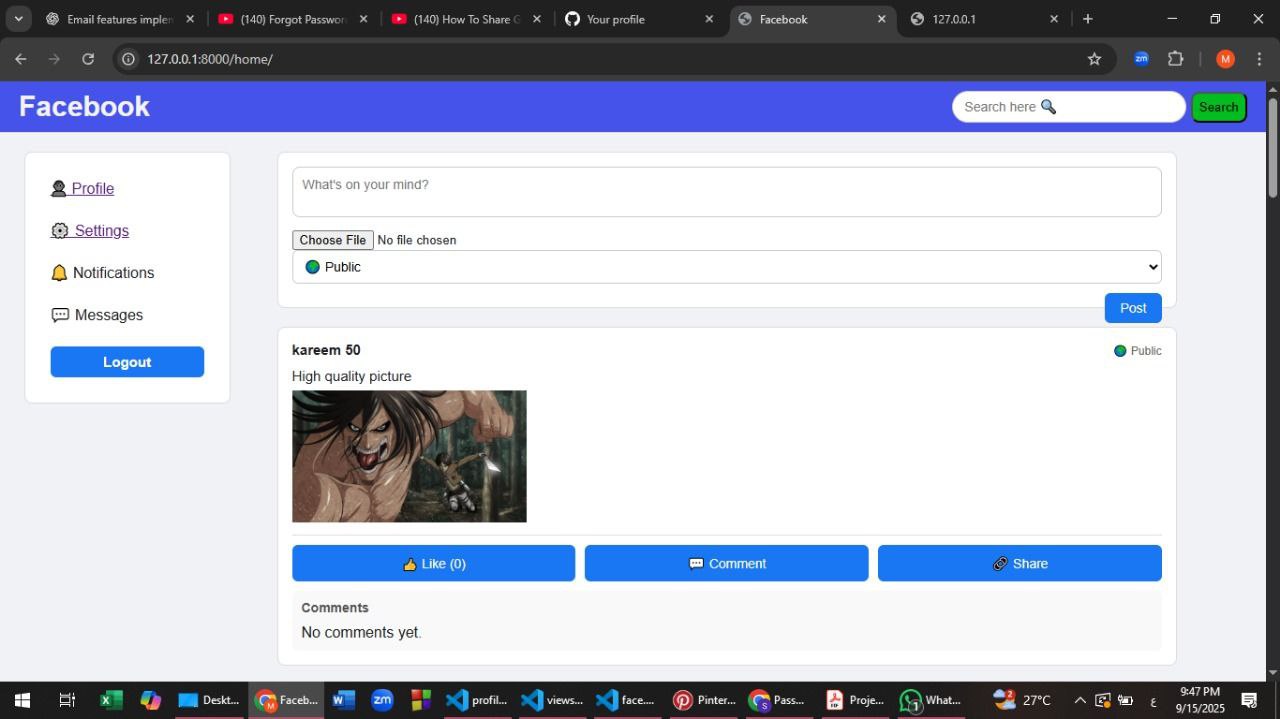 Email features implen
(140) Forgot Passwor
(140) How To Share G
Your profile
Facebook
127.0.0.1
127.0.0.1:8000/home/
zm
M
Facebook
Search here 🔍
Search
👤 Profile
⚙️ Settings
🔔 Notifications
💬 Messages
Logout
What's on your mind?
Choose File No file chosen
🌍 Public
Post
kareem 50
🌍 Public
High quality picture
👍 Like (0)
💬 Comment
🔗 Share
Comments
No comments yet.
Deskt...
Faceb...
zm
profil...
views...
face....
Pinter...
Pass...
Proje...
What...
1
2
27°C
ع
9:47 PM
9/15/2025